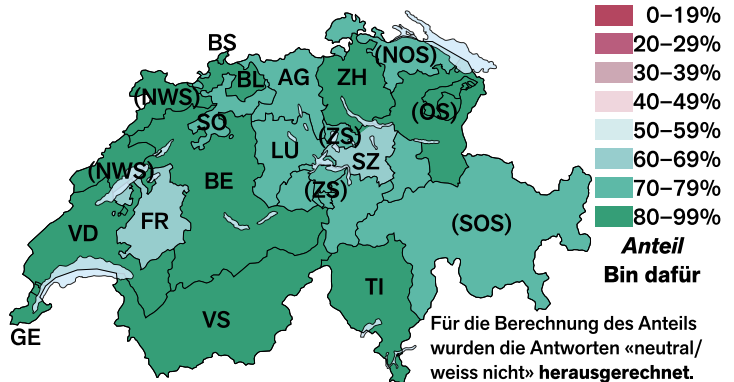 BS
(NOS)
BL
AG
ZH
(NWS)
(OS)
SO
(ZS)
LU
SZ
(NWS)
BE
(ZS)
FR
VD
(SOS)
TI
VS
GE
0–19%
20–29%
30–39%
40–49%
50–59%
60–69%
70–79%
80–99%
Anteil
Bin dafür
Für die Berechnung des Anteils
wurden die Antworten «neutral/
weiss nicht» herausgerechnet.